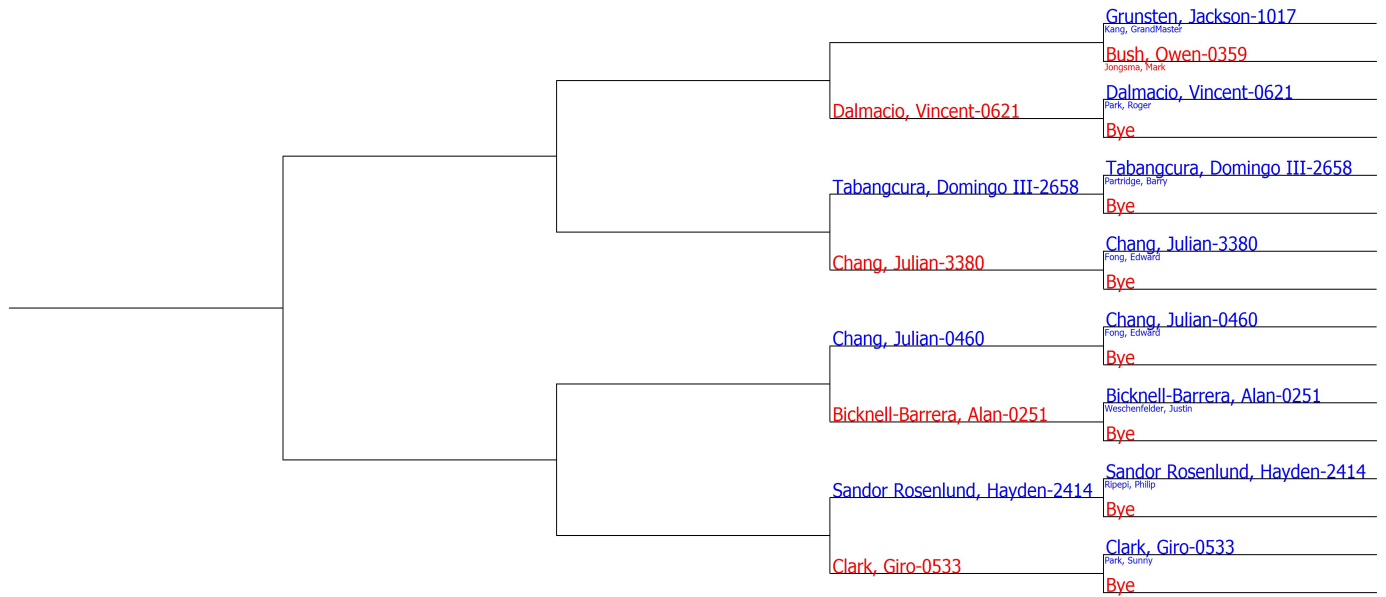 Grunsten, Jackson-1017
Kang, GrandMaster
Bush, Owen-0359
Jongsma, Mark
Dalmacio, Vincent-0621
Dalmacio, Vincent-0621
Park, Roger
Bye
Tabangcura, Domingo III-2658
Tabangcura, Domingo III-2658
Partridge, Barry
Bye
Chang, Julian-3380
Chang, Julian-3380
Fong, Edward
Bye
Chang, Julian-0460
Chang, Julian-0460
Fong, Edward
Bye
Bicknell-Barrera, Alan-0251
Bicknell-Barrera, Alan-0251
Weschenfelder, Justin
Bye
Sandor Rosenlund, Hayden-2414
Sandor Rosenlund, Hayden-2414
Ripepi, Philip
Bye
Clark, Giro-0533
Clark, Giro-0533
Park, Sunny
Bye